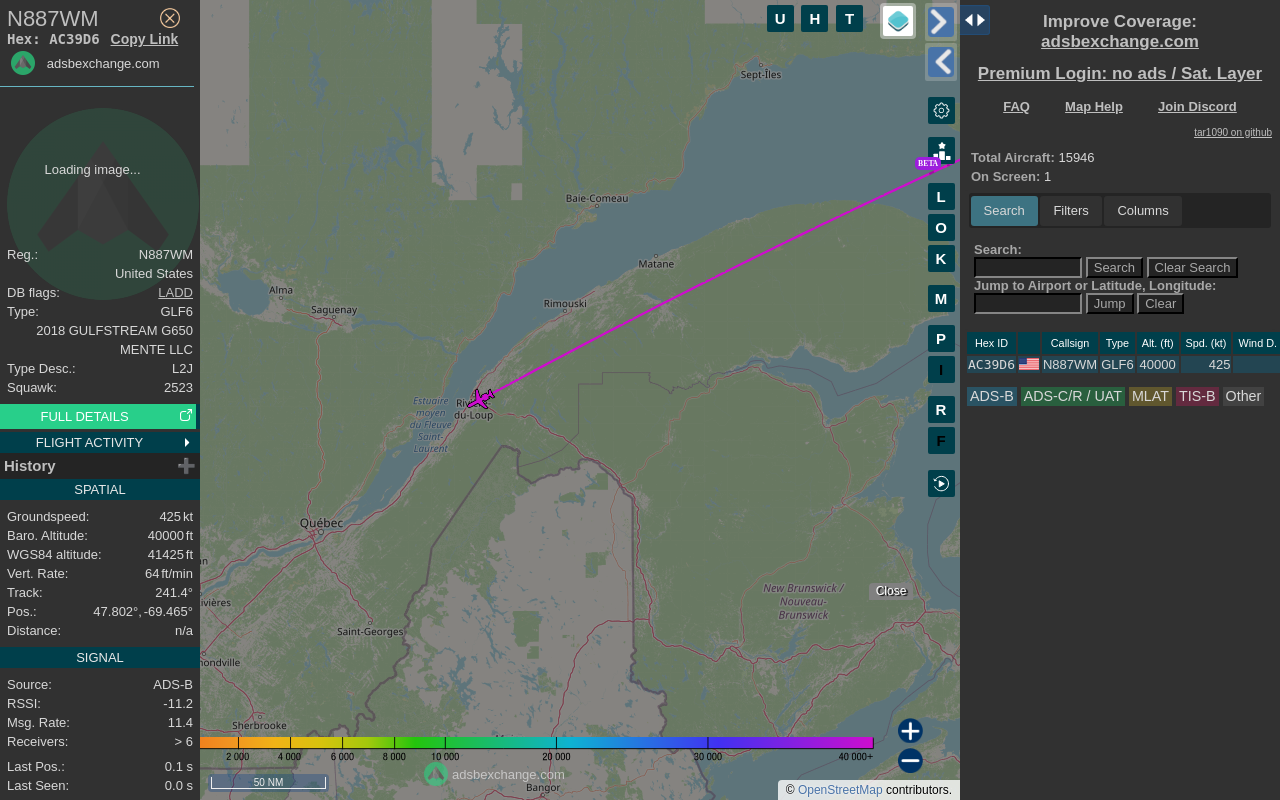 N887WM
Hex: AC39D6 Copy Link
adsbexchange.com
Loading image...
Reg.: N887WM
United States
DB flags: LADD
Type: GLF6
2018 GULFSTREAM G650
MENTE LLC
Type Desc.: L2J
Squawk: 2523
FULL DETAILS
FLIGHT ACTIVITY
History
SPATIAL
Groundspeed: 425 kt
Baro. Altitude: 40000 ft
WGS84 altitude: 41425 ft
Vert. Rate: 64 ft/min
Track: 241.4°
Pos.: 47.802°, -69.465°
Distance: n/a
SIGNAL
Source: ADS-B
RSSI: -11.2
Msg. Rate: 11.4
Receivers: > 6
Last Pos.: 0.1 s
Last Seen: 0.0 s
U H T
Sept-Îles
Baie-Comeau
Matane
Alma
Saguenay
Rimouski
du-Loup
Estuaire
moyen
du Fleuve
Saint-
Laurent
Québec
Saint-Georges
Sherbrooke
New Brunswick /
Nouveau-
Brunswick
Bangor
BETA
L
O
K
M
P
I
R
F
Close
2 000 4 000 6 000 8 000 10 000 20 000 30 000 40 000+
50 NM
adsbexchange.com
© OpenStreetMap contributors.
Improve Coverage:
adsbexchange.com
Premium Login: no ads / Sat. Layer
FAQ Map Help Join Discord
tar1090 on github
Total Aircraft: 15946
On Screen: 1
Search Filters Columns
Search:
Search Clear Search
Jump to Airport or Latitude, Longitude:
Jump Clear
Hex ID Callsign Type Alt. (ft) Spd. (kt) Wind D.
AC39D6 N887WM GLF6 40000 425
ADS-B ADS-C/R / UAT MLAT TIS-B Other